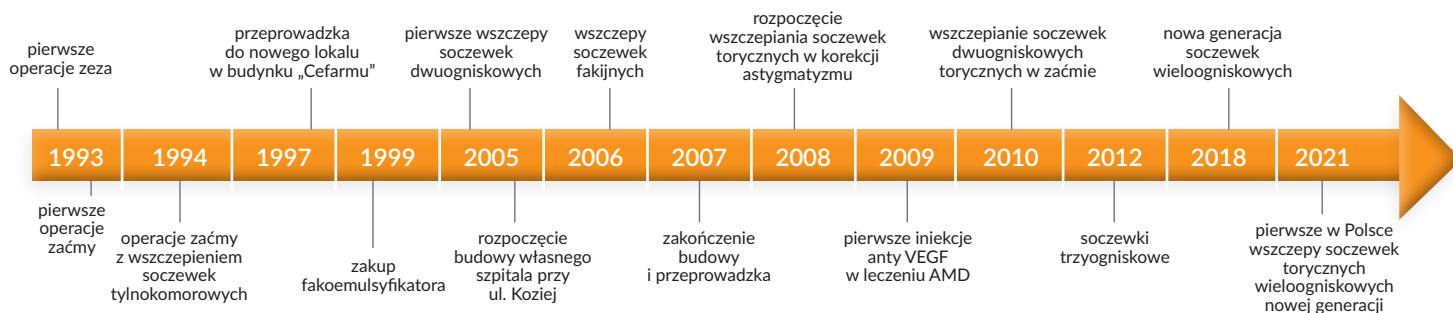 pierwsze
operacje zeza
przeprowadzka
do nowego lokalu
w budynku „Cefarmu”
pierwsze wszczepy
soczewek
dwuogniskowych
wszczepy
soczewek
fakijnych
rozpoczęcie
wszczepiania soczewek
torycznych w korekcji
astygmatyzmu
wszczepianie soczewek
dwuogniskowych
torycznych w zaćmie
nowa generacja
soczewek
wieloogniskowych
1993 1994 1997 1999 2005 2006 2007 2008 2009 2010 2012 2018 2021
pierwsze
operacje
zaćmy
operacje zaćmy
z wszczepieniem
soczewek
tylnokomorowych
zakup
fakoemulsyfikatora
rozpoczęcie
budowy własnego
szpitala przy
ul. Koziej
zakończenie
budowy
i przeprowadzka
pierwsze iniekcje
anty VEGF
w leczeniu AMD
soczewki
trzyogniskowe
pierwsze w Polsce
wszczepy soczewek
torycznych
wieloogniskowych
nowej generacji